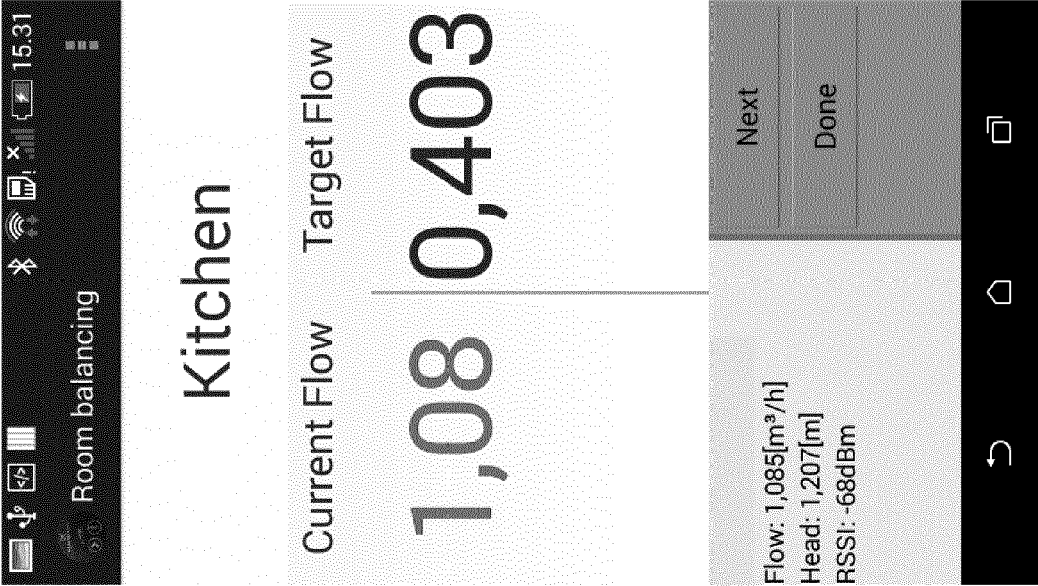 15.31
Room balancing
Kitchen
Current Flow Target Flow
1,08 0,403
Flow: 1,085[m³/h]
Head: 1,207[m]
RSSI: -68dBm
Next
Done